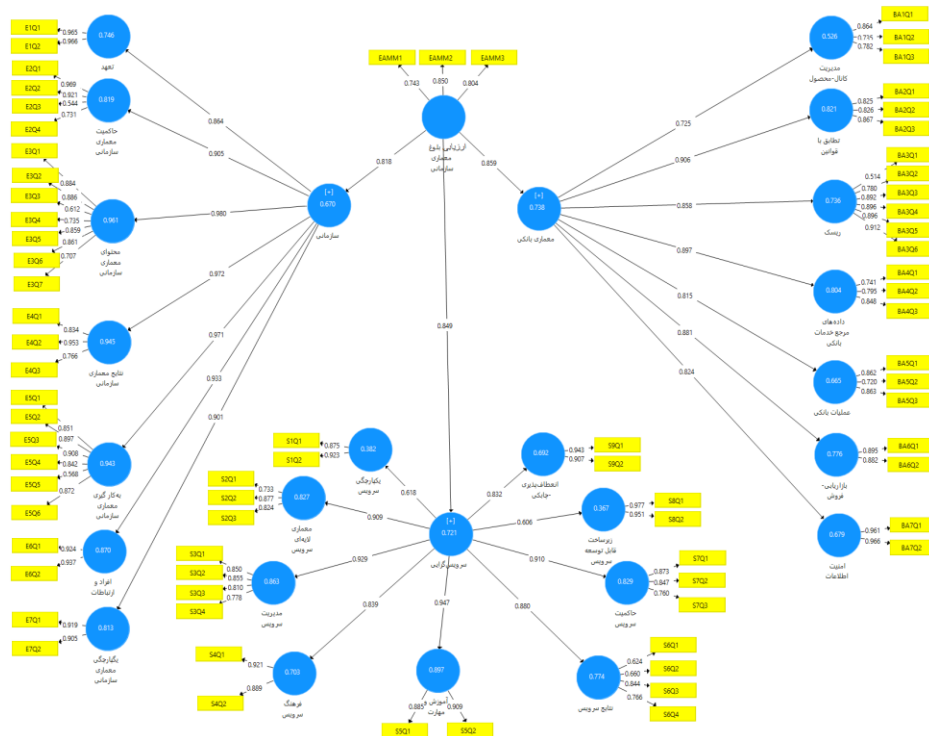 E1Q1
E1Q2
0.965
0.966
0.746
تعهد
E2Q1
E2Q2
E2Q3
E2Q4
0.969
0.921
0.544
0.731
0.819
حاکمیت
معماری
سازمانی
E3Q1
E3Q2
E3Q3
E3Q4
E3Q5
E3Q6
E3Q7
0.884
0.886
0.612
0.735
0.859
0.861
0.707
0.961
محتوای
معماری
سازمانی
E4Q1
E4Q2
E4Q3
0.834
0.953
0.766
0.945
نتایج معماری
سازمانی
E5Q1
E5Q2
E5Q3
E5Q4
E5Q5
E5Q6
0.851
0.897
0.908
0.842
0.568
0.872
0.943
به‌کار گیری
معماری
سازمانی
E6Q1
E6Q2
0.924
0.937
0.870
افراد و
ارتباطات
E7Q1
E7Q2
0.919
0.905
0.813
یکپارچگی
معماری
سازمانی
0.864
0.905
0.980
0.972
0.971
0.933
0.901
[+]
0.670
سازمانی
EAMM1
EAMM2
EAMM3
0.743
0.850
0.804
ارزیابی بلوغ
معماری
سازمانی
0.818
0.859
0.849
[+]
0.738
معماری بانکی
0.725
0.906
0.858
0.897
0.815
0.881
0.824
0.526
مدیریت
کانال-محصول
0.864
0.735
0.782
BA1Q1
BA1Q2
BA1Q3
0.821
تطابق با
قوانین
0.825
0.826
0.867
BA2Q1
BA2Q2
BA2Q3
0.736
ریسک
0.514
0.780
0.892
0.896
0.896
0.912
BA3Q1
BA3Q2
BA3Q3
BA3Q4
BA3Q5
BA3Q6
0.804
داده‌های
مرجع خدمات
بانکی
0.741
0.795
0.848
BA4Q1
BA4Q2
BA4Q3
0.665
عملیات بانکی
0.862
0.720
0.863
BA5Q1
BA5Q2
BA5Q3
0.776
بازاریابی-
فروش
0.895
0.882
BA6Q1
BA6Q2
0.679
امنیت
اطلاعات
0.961
0.966
BA7Q1
BA7Q2
[+]
0.721
سرویس‌گرایی
0.618
0.909
0.929
0.839
0.947
0.880
0.910
0.606
0.832
S1Q1
S1Q2
0.875
0.923
0.382
یکپارچگی
سرویس
S2Q1
S2Q2
S2Q3
0.733
0.877
0.824
0.827
معماری
لایه‌ای
سرویس
S3Q1
S3Q2
S3Q3
S3Q4
0.850
0.855
0.810
0.778
0.863
مدیریت
سرویس
S4Q1
S4Q2
0.921
0.889
0.703
فرهنگ
سرویس
0.897
آموزش و
مهارت
0.885
0.909
S5Q1
S5Q2
0.774
نتایج سرویس
0.624
0.660
0.844
0.766
S6Q1
S6Q2
S6Q3
S6Q4
0.829
حاکمیت
سرویس
0.873
0.847
0.760
S7Q1
S7Q2
S7Q3
0.367
زیرساخت
قابل توسعه
سرویس
0.977
0.951
S8Q1
S8Q2
0.692
انعطاف‌پذیری
-چابکی
0.943
0.907
S9Q1
S9Q2